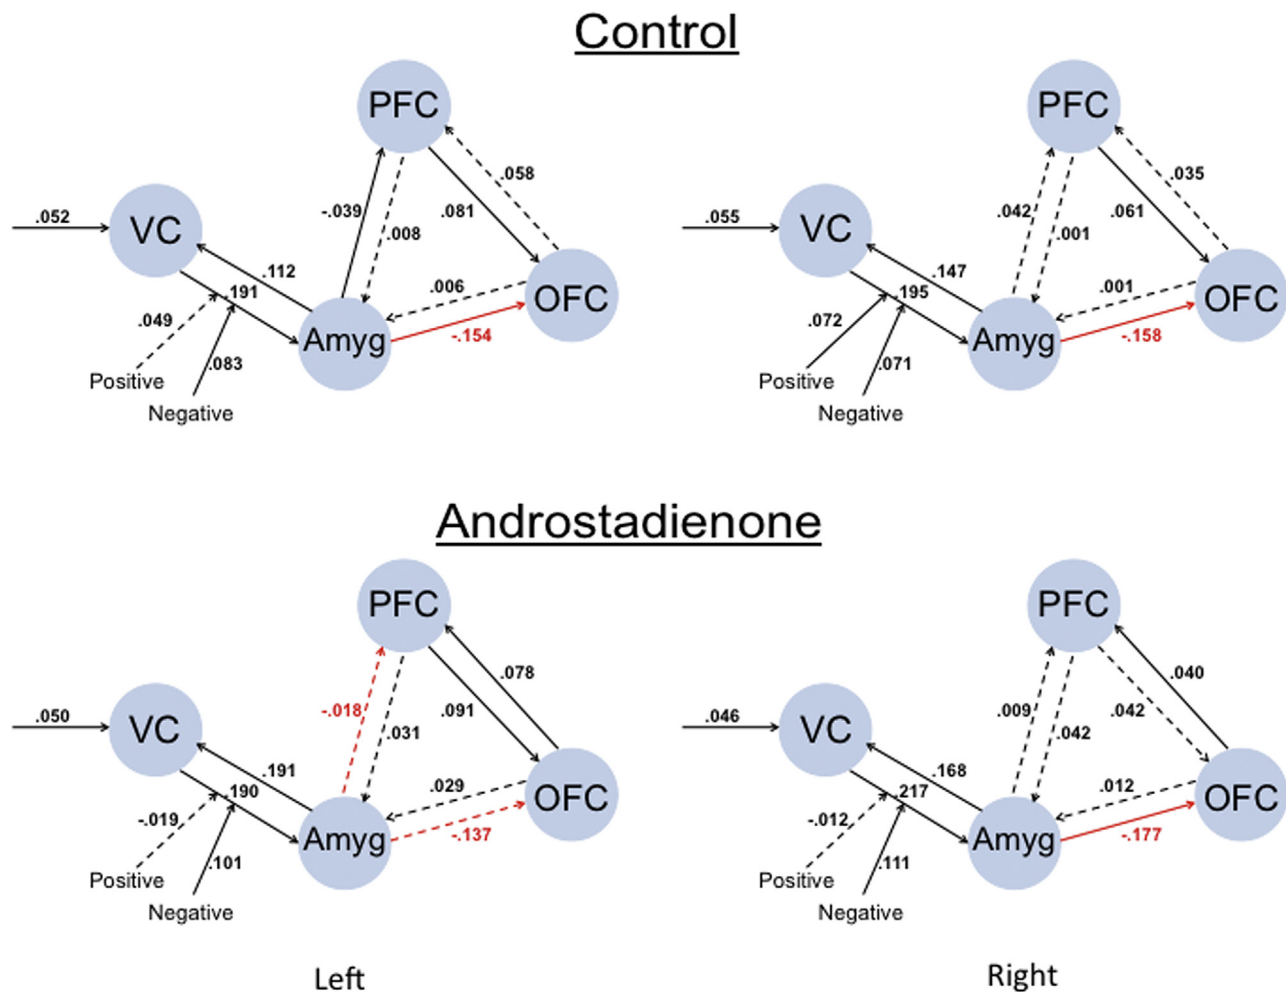 Control
PFC
PFC
.058
.035
-.039
.081
.042
.061
.052
VC
.008
.055
VC
.001
.112
.006
.147
.001
.191
OFC
.195
OFC
.049
Amyg
-.154
.072
Amyg
-.158
.083
.071
Positive
Positive
Negative
Negative
Androstadienone
PFC
PFC
.078
.040
-.018
.091
.009
.042
.050
VC
.031
.046
VC
.042
.191
.029
.168
.012
.190
OFC
.217
OFC
-.019
Amyg
-.137
-.012
Amyg
-.177
.101
.111
Positive
Positive
Negative
Negative
Left
Right